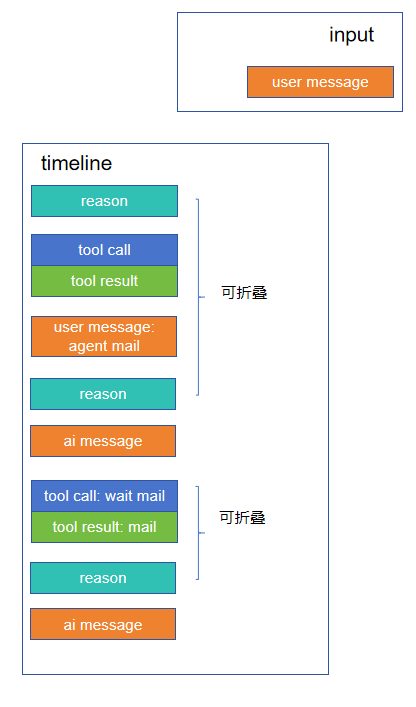 input
user message
timeline
reason
tool call
tool result
可折叠
user message:
agent mail
reason
ai message
tool call: wait mail
tool result: mail
可折叠
reason
ai message